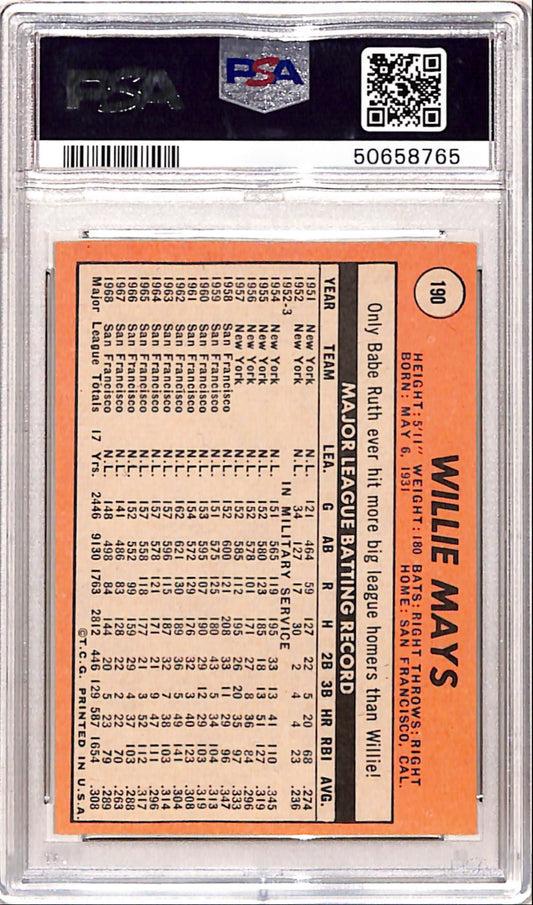 PSA
PSA
50658765
190
WILLIE MAYS
HEIGHT: 5'11" WEIGHT: 180 BATS: RIGHT THROWS: RIGHT
BORN: MAY 6, 1931 HOME: SAN FRANCISCO, CAL.
Only Babe Ruth ever hit more big league homers than Willie!
MAJOR LEAGUE BATTING RECORD
YEAR TEAM LEA. G AB R H 2B 3B HR RBI AVG.
1951 New York N.L. 121 464 59 127 22 5 20 68 .274
1952 New York N.L. 34 127 17 30 2 4 4 23 .236
1952-3 IN MILITARY SERVICE
1954 New York N.L. 151 565 119 195 33 13 41 110 .345
1955 New York N.L. 152 580 123 185 18 13 51 127 .319
1956 New York N.L. 152 578 101 171 27 8 36 84 .296
1957 New York N.L. 152 585 112 195 26 20 35 97 .333
1958 San Francisco N.L. 152 600 121 208 33 11 29 96 .347
1959 San Francisco N.L. 151 575 125 180 43 5 34 104 .313
1960 San Francisco N.L. 153 595 107 190 29 12 29 103 .319
1961 San Francisco N.L. 154 572 129 176 32 3 40 123 .308
1962 San Francisco N.L. 162 621 130 189 36 5 49 141 .304
1963 San Francisco N.L. 157 596 115 187 32 7 38 103 .314
1964 San Francisco N.L. 157 578 121 171 21 9 47 111 .296
1965 San Francisco N.L. 157 558 118 177 21 3 52 112 .317
1966 San Francisco N.L. 152 552 99 159 29 4 37 103 .288
1967 San Francisco N.L. 141 486 83 128 22 2 22 70 .263
1968 San Francisco N.L. 148 498 84 144 20 5 23 79 .289
Major League Totals 17 Yrs. 2446 9130 1763 2812 446 129 587 1654 .308
©T.C.G. PRINTED IN U.S.A.